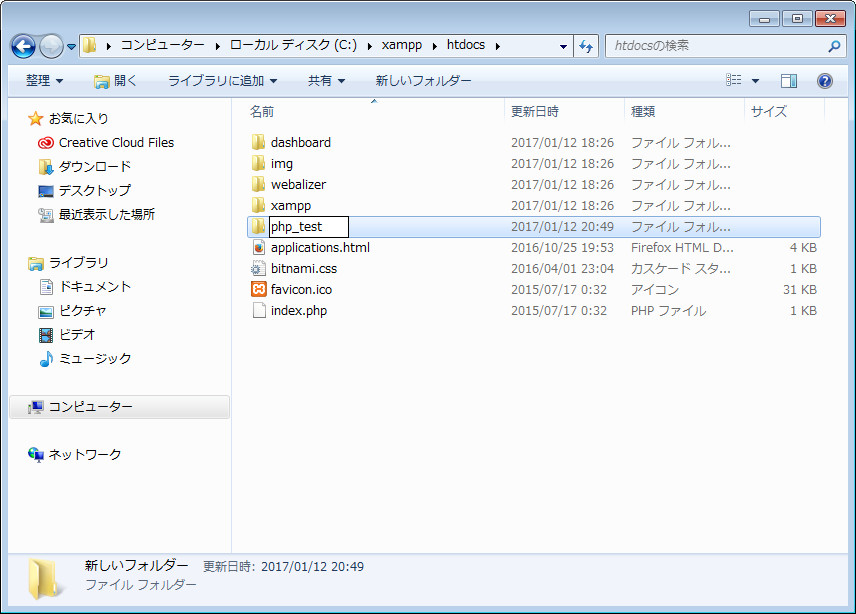 コンピューター ▸ ローカル ディスク (C:) ▸ xampp ▸ htdocs ▸
htdocsの検索
整理 開く ライブラリに追加 共有 新しいフォルダー
お気に入り
Creative Cloud Files
ダウンロード
デスクトップ
最近表示した場所
ライブラリ
ドキュメント
ピクチャ
ビデオ
ミュージック
コンピューター
ネットワーク
名前 更新日時 種類 サイズ
dashboard 2017/01/12 18:26 ファイル フォル...
img 2017/01/12 18:26 ファイル フォル...
webalizer 2017/01/12 18:26 ファイル フォル...
xampp 2017/01/12 18:26 ファイル フォル...
php_test 2017/01/12 20:49 ファイル フォル...
applications.html 2016/10/25 19:53 Firefox HTML D... 4 KB
bitnami.css 2016/04/01 23:04 カスケード スタ... 1 KB
favicon.ico 2015/07/17 0:32 アイコン 31 KB
index.php 2015/07/17 0:32 PHP ファイル 1 KB
新しいフォルダー 更新日時: 2017/01/12 20:49
ファイル フォルダー